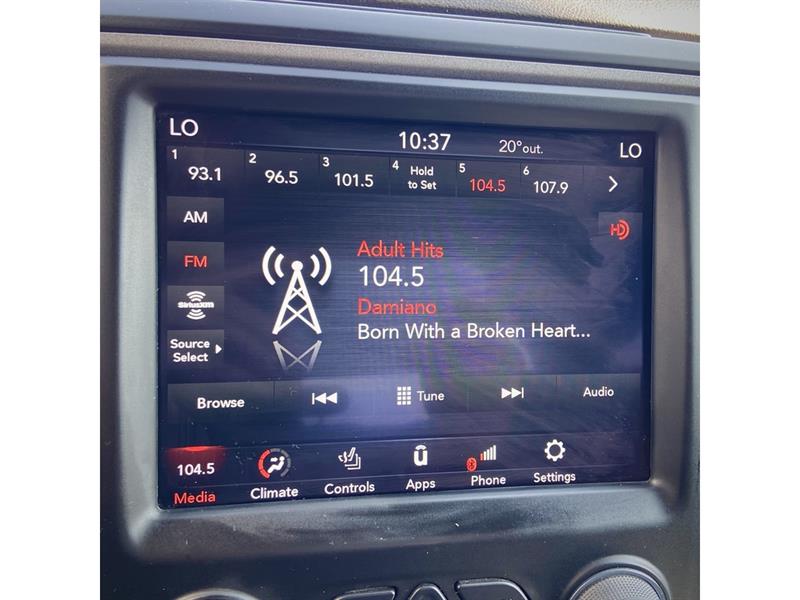 LO 10:37 20°out. LO
1 93.1 2 96.5 3 101.5 4 Hold to Set 5 104.5 6 107.9
AM
HD
FM
SiriusXM
Source
Select
Adult Hits
104.5
Damiano
Born With a Broken Heart...
Browse Tune Audio
104.5
Media Climate Controls Apps Phone Settings